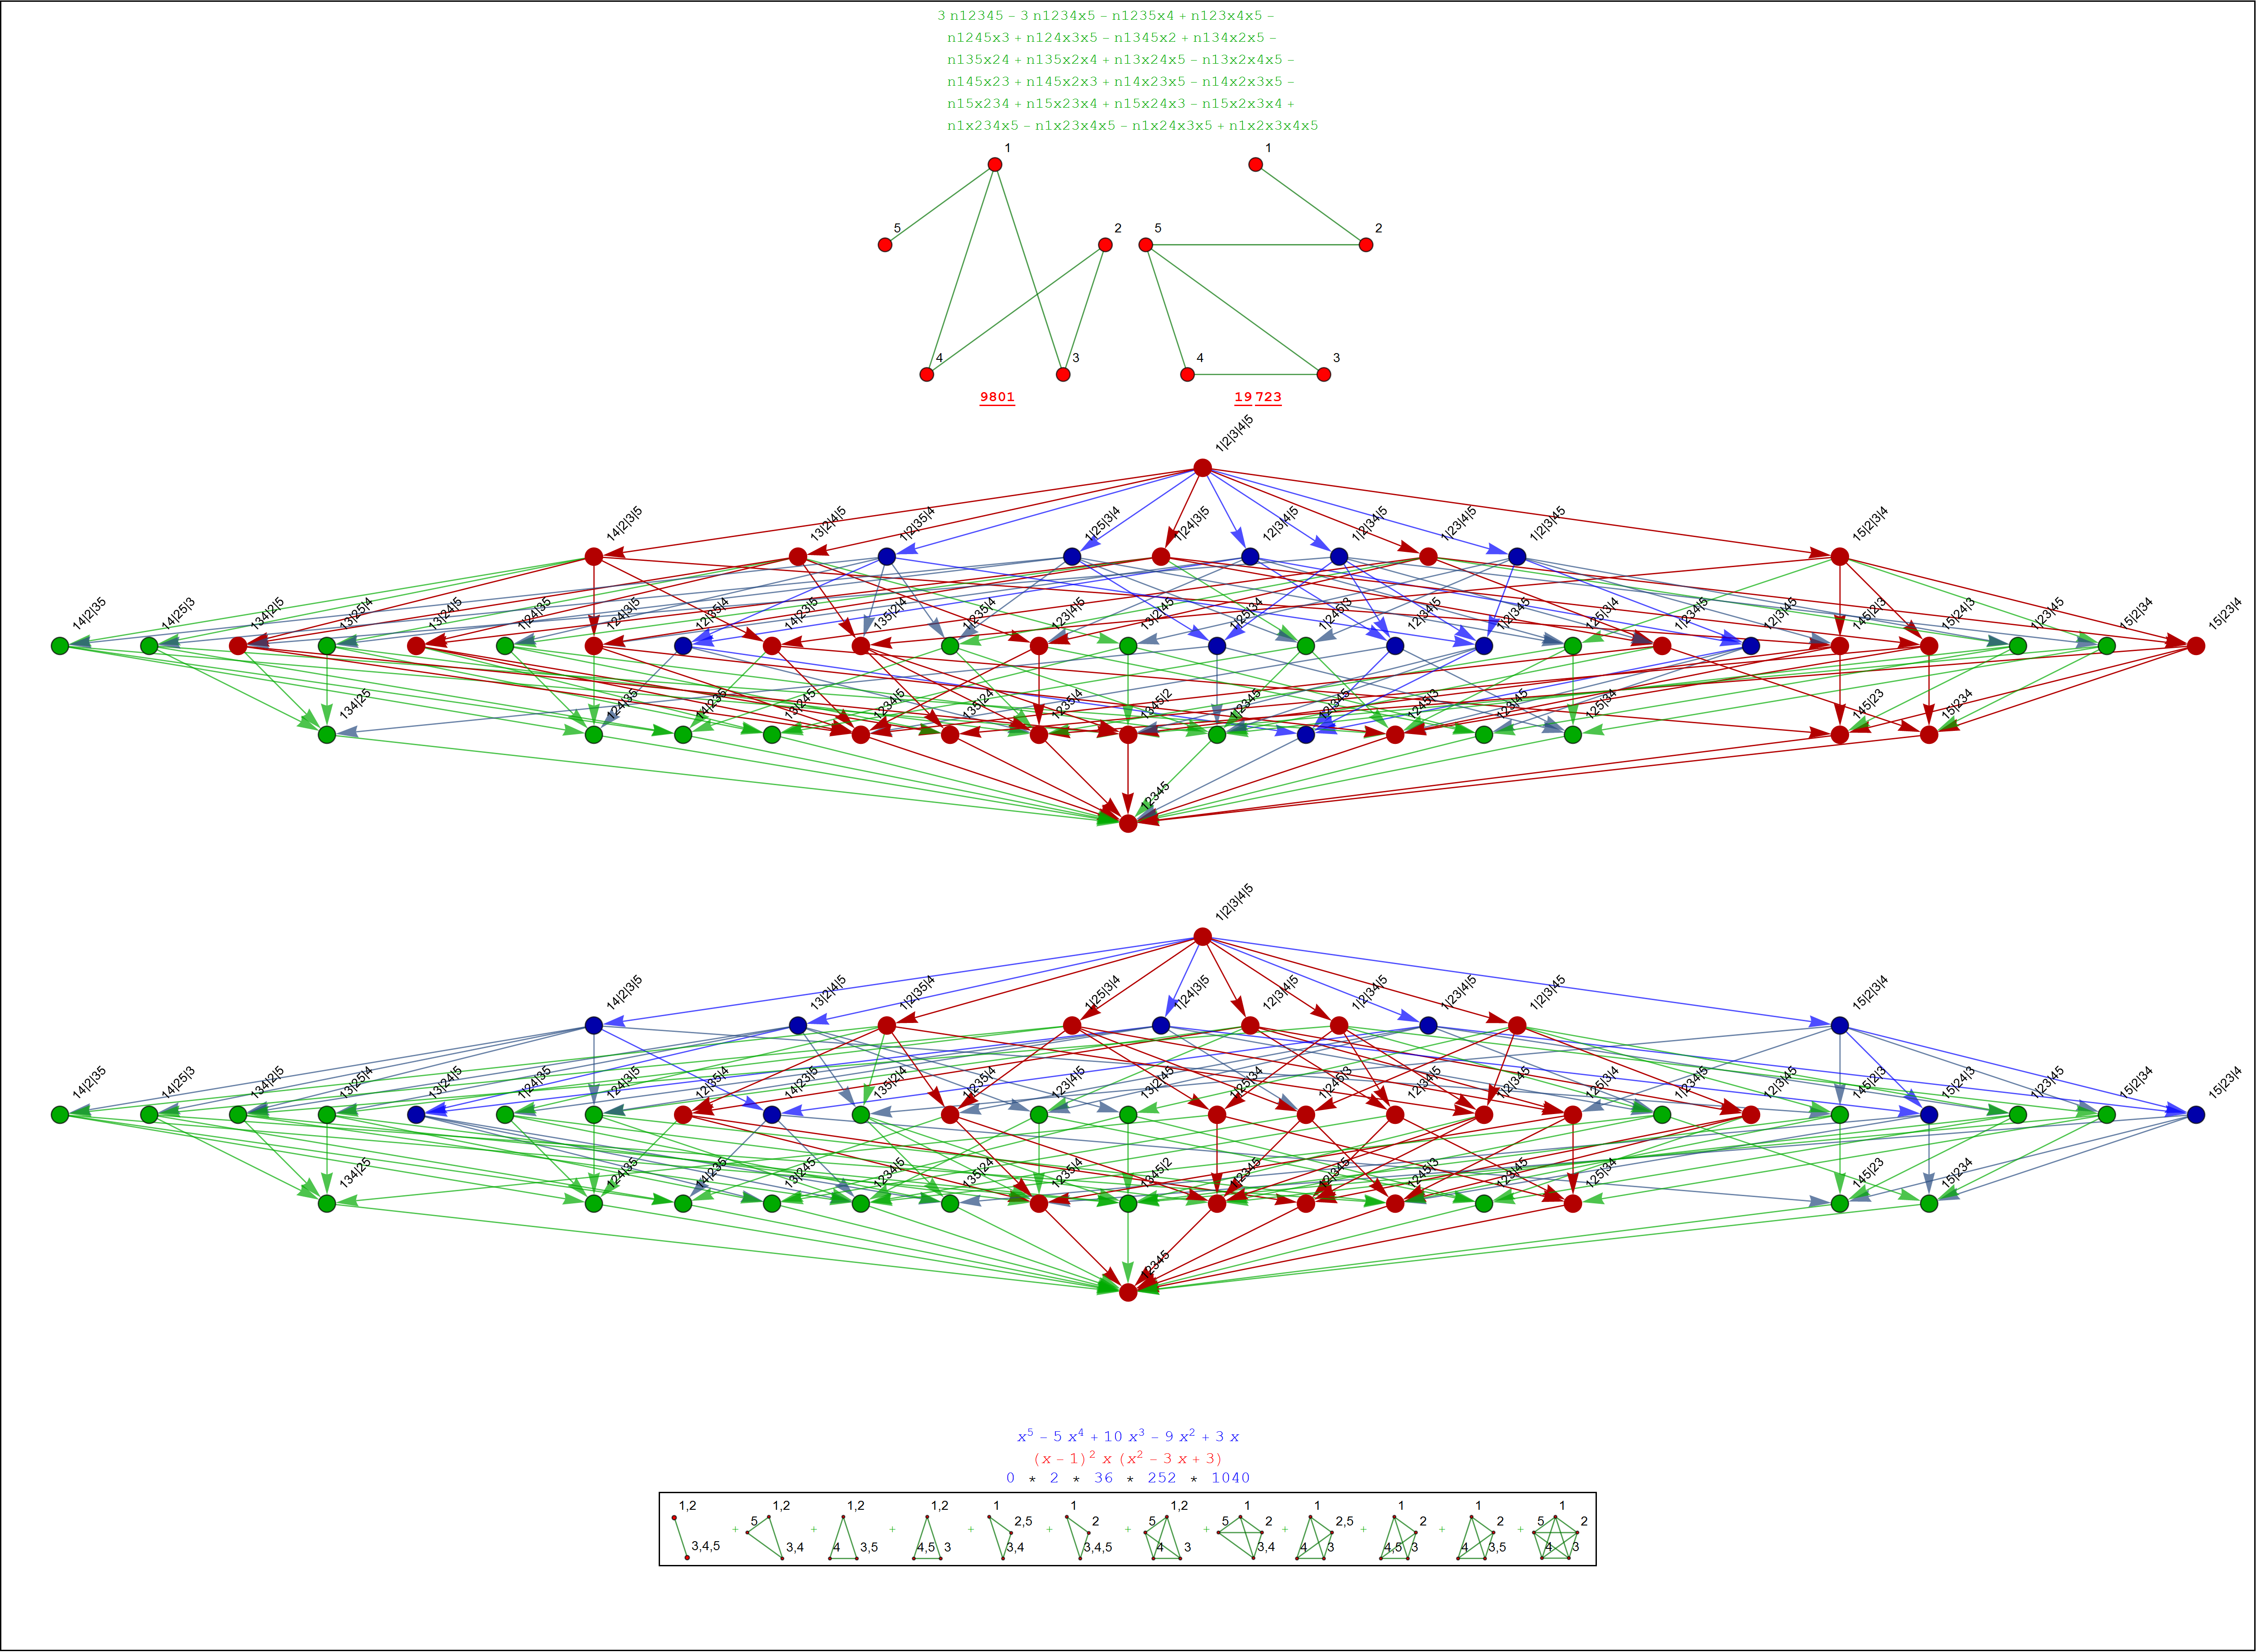 3 n12345 – 3 n1234x5 – n1235x4 + n123x4x5 –
n1245x3 + n124x3x5 – n1345x2 + n134x2x5 –
n135x24 + n135x2x4 + n13x24x5 – n13x2x4x5 –
n145x23 + n145x2x3 + n14x23x5 – n14x2x3x5 –
n15x234 + n15x23x4 + n15x24x3 – n15x2x3x4 +
n1x234x5 – n1x23x4x5 – n1x24x3x5 + n1x2x3x4x5
1 1
5 2 5 2
4 3 4 3
9801 19 723
1|2|3|4|5
14|2|3|5 13|2|4|5 1|2|35|4 1|25|3|4 1|24|3|5 12|3|4|5 1|2|34|5 1|23|4|5 1|2|3|45 15|2|3|4
14|2|35 14|25|3 134|2|5 13|25|4 13|24|5 1|24|35 124|3|5 12|35|4 14|23|5 135|2|4 1|235|4 123|4|5 13|2|45 1|25|34 1|245|3 12|34|5 1|2|345 125|3|4 1|234|5 12|3|45 145|2|3 15|24|3 1|23|45 15|2|34 15|23|4
134|25 124|35 14|235 13|245 1234|5 135|24 1235|4 1345|2 1|2345 12|345 1245|3 123|45 125|34 145|23 15|234
12345
1|2|3|4|5
14|2|3|5 13|2|4|5 1|2|35|4 1|25|3|4 1|24|3|5 12|3|4|5 1|2|34|5 1|23|4|5 1|2|3|45 15|2|3|4
14|2|35 14|25|3 134|2|5 13|25|4 13|24|5 1|24|35 124|3|5 12|35|4 14|23|5 135|2|4 1|235|4 123|4|5 13|2|45 1|25|34 1|245|3 12|34|5 1|2|345 125|3|4 1|234|5 12|3|45 145|2|3 15|24|3 1|23|45 15|2|34 15|23|4
134|25 124|35 14|235 13|245 1234|5 135|24 1235|4 1345|2 1|2345 12|345 1245|3 123|45 125|34 145|23 15|234
12345
x⁵ – 5 x⁴ + 10 x³ – 9 x² + 3 x
(x – 1)² x (x² – 3 x + 3)
0 * 2 * 36 * 252 * 1040
1,2 1,2 1,2 1,2 1 1 1,2 1 1 1 1 1
+ 5 + + + 2,5 + 2 + 5 + 5 2 + 2,5 + 2 + 2 + 5 2
3,4,5 3,4 4 3,5 4,5 3 3,4 3,4,5 4 3 3,4 4 3 4,5 3 4 3,5 4 3